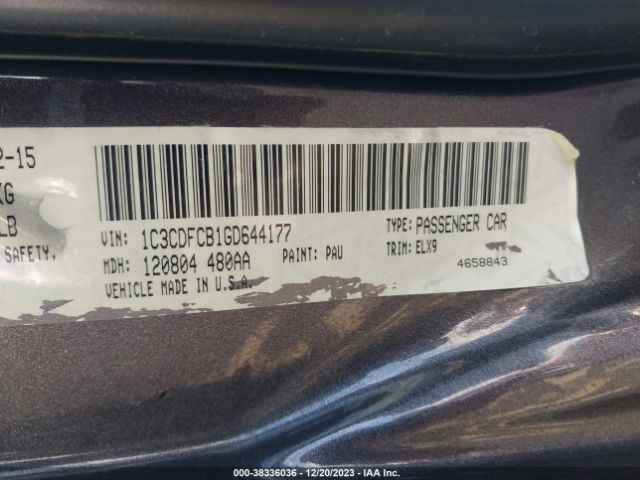 2-15
KG
LB
SAFETY,
VIN: 1C3CDFCB1GD644177
TYPE: PASSENGER CAR
MDH: 120804 480AA
PAINT: PAU
TRIM: ELX9
VEHICLE MADE IN U.S.A.
4658843
000-38336036 - 12/20/2023 - IAA Inc.